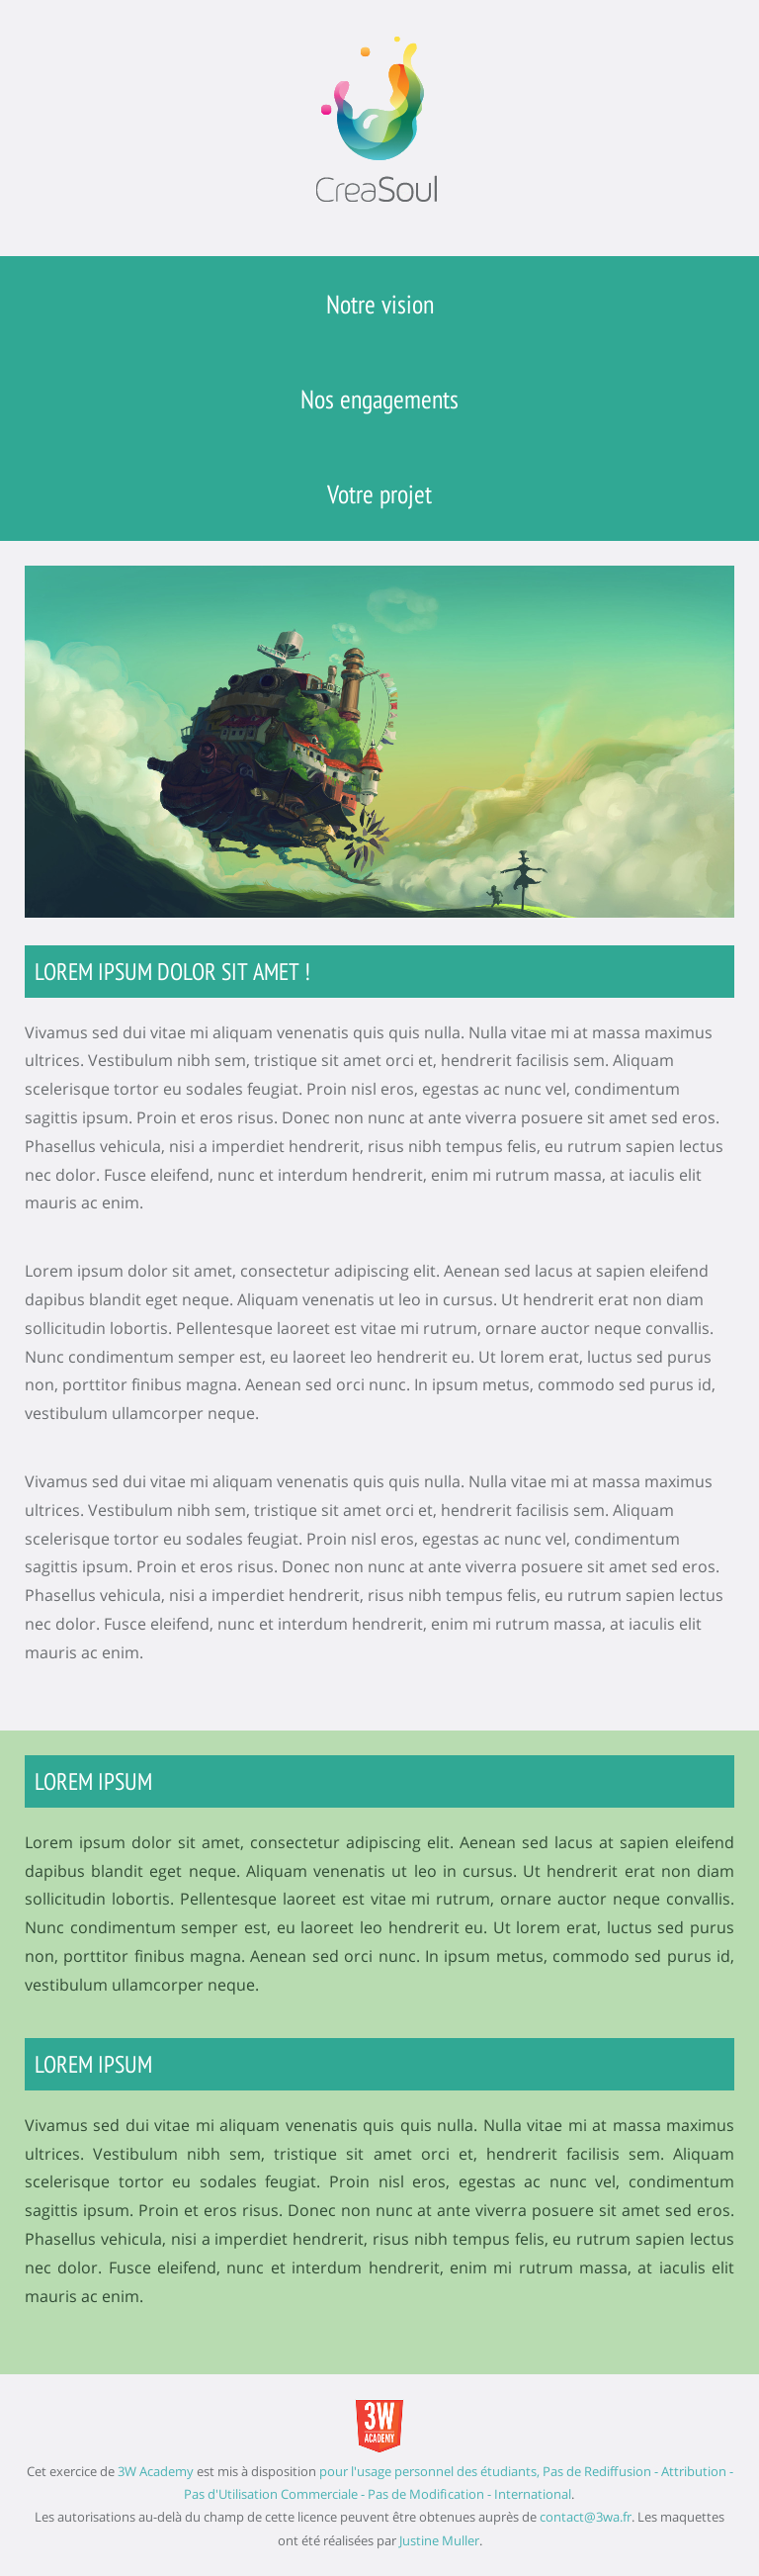 CreaSoul
Notre vision
Nos engagements
Votre projet
LOREM IPSUM DOLOR SIT AMET !
Vivamus sed dui vitae mi aliquam venenatis quis quis nulla. Nulla vitae mi at massa maximus
ultrices. Vestibulum nibh sem, tristique sit amet orci et, hendrerit facilisis sem. Aliquam
scelerisque tortor eu sodales feugiat. Proin nisl eros, egestas ac nunc vel, condimentum
sagittis ipsum. Proin et eros risus. Donec non nunc at ante viverra posuere sit amet sed eros.
Phasellus vehicula, nisi a imperdiet hendrerit, risus nibh tempus felis, eu rutrum sapien lectus
nec dolor. Fusce eleifend, nunc et interdum hendrerit, enim mi rutrum massa, at iaculis elit
mauris ac enim.
Lorem ipsum dolor sit amet, consectetur adipiscing elit. Aenean sed lacus at sapien eleifend
dapibus blandit eget neque. Aliquam venenatis ut leo in cursus. Ut hendrerit erat non diam
sollicitudin lobortis. Pellentesque laoreet est vitae mi rutrum, ornare auctor neque convallis.
Nunc condimentum semper est, eu laoreet leo hendrerit eu. Ut lorem erat, luctus sed purus
non, porttitor finibus magna. Aenean sed orci nunc. In ipsum metus, commodo sed purus id,
vestibulum ullamcorper neque.
Vivamus sed dui vitae mi aliquam venenatis quis quis nulla. Nulla vitae mi at massa maximus
ultrices. Vestibulum nibh sem, tristique sit amet orci et, hendrerit facilisis sem. Aliquam
scelerisque tortor eu sodales feugiat. Proin nisl eros, egestas ac nunc vel, condimentum
sagittis ipsum. Proin et eros risus. Donec non nunc at ante viverra posuere sit amet sed eros.
Phasellus vehicula, nisi a imperdiet hendrerit, risus nibh tempus felis, eu rutrum sapien lectus
nec dolor. Fusce eleifend, nunc et interdum hendrerit, enim mi rutrum massa, at iaculis elit
mauris ac enim.
LOREM IPSUM
Lorem ipsum dolor sit amet, consectetur adipiscing elit. Aenean sed lacus at sapien eleifend
dapibus blandit eget neque. Aliquam venenatis ut leo in cursus. Ut hendrerit erat non diam
sollicitudin lobortis. Pellentesque laoreet est vitae mi rutrum, ornare auctor neque convallis.
Nunc condimentum semper est, eu laoreet leo hendrerit eu. Ut lorem erat, luctus sed purus
non, porttitor finibus magna. Aenean sed orci nunc. In ipsum metus, commodo sed purus id,
vestibulum ullamcorper neque.
LOREM IPSUM
Vivamus sed dui vitae mi aliquam venenatis quis quis nulla. Nulla vitae mi at massa maximus
ultrices. Vestibulum nibh sem, tristique sit amet orci et, hendrerit facilisis sem. Aliquam
scelerisque tortor eu sodales feugiat. Proin nisl eros, egestas ac nunc vel, condimentum
sagittis ipsum. Proin et eros risus. Donec non nunc at ante viverra posuere sit amet sed eros.
Phasellus vehicula, nisi a imperdiet hendrerit, risus nibh tempus felis, eu rutrum sapien lectus
nec dolor. Fusce eleifend, nunc et interdum hendrerit, enim mi rutrum massa, at iaculis elit
mauris ac enim.
3W
ACADEMY
Cet exercice de 3W Academy est mis à disposition pour l'usage personnel des étudiants, Pas de Rediffusion - Attribution -
Pas d'Utilisation Commerciale - Pas de Modification - International.
Les autorisations au-delà du champ de cette licence peuvent être obtenues auprès de contact@3wa.fr. Les maquettes
ont été réalisées par Justine Muller.